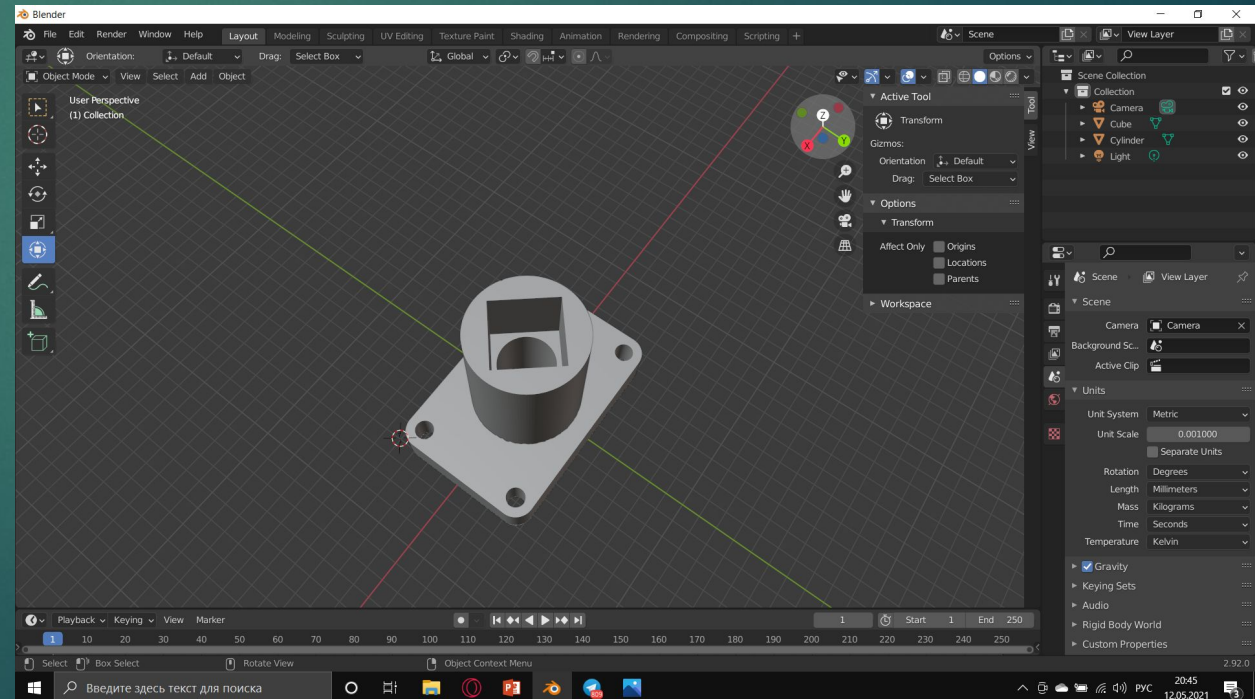 Blender
File Edit Render Window Help Layout Modeling Sculpting UV Editing Texture Paint Shading Animation Rendering Compositing Scripting + Scene View Layer
Orientation: Default Drag: Select Box Global Options
Object Mode View Select Add Object
User Perspective
(1) Collection
Z
X
Y
Active Tool
Transform
Gizmos:
Orientation Default
Drag: Select Box
Options
Transform
Affect Only Origins
Locations
Parents
Workspace
Tool
View
Scene Collection
Collection
Camera
Cube
Cylinder
Light
Scene View Layer
Scene
Camera Camera
Background Sc...
Active Clip
Units
Unit System Metric
Unit Scale 0.001000
Separate Units
Rotation Degrees
Length Millimeters
Mass Kilograms
Time Seconds
Temperature Kelvin
Gravity
Keying Sets
Audio
Rigid Body World
Custom Properties
Playback Keying View Marker 1 Start 1 End 250
1 10 20 30 40 50 60 70 80 90 100 110 120 130 140 150 160 170 180 190 200 210 220 230 240 250
Select Box Select Rotate View Object Context Menu 2.92.0
Введите здесь текст для поиска
809
РУС
20:45
12.05.2021
3